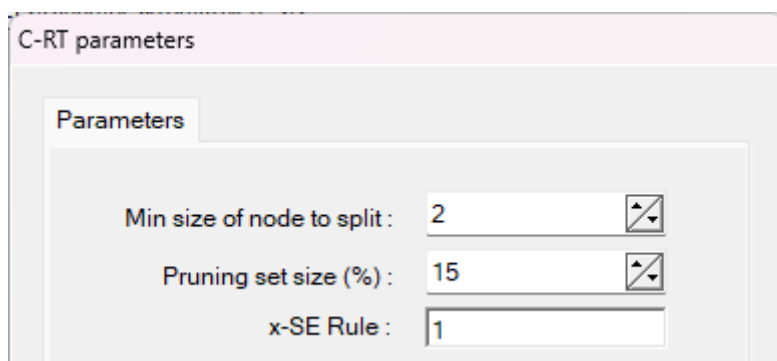 C-RT parameters
Parameters
Min size of node to split : 2
Pruning set size (%) : 15
x-SE Rule : 1